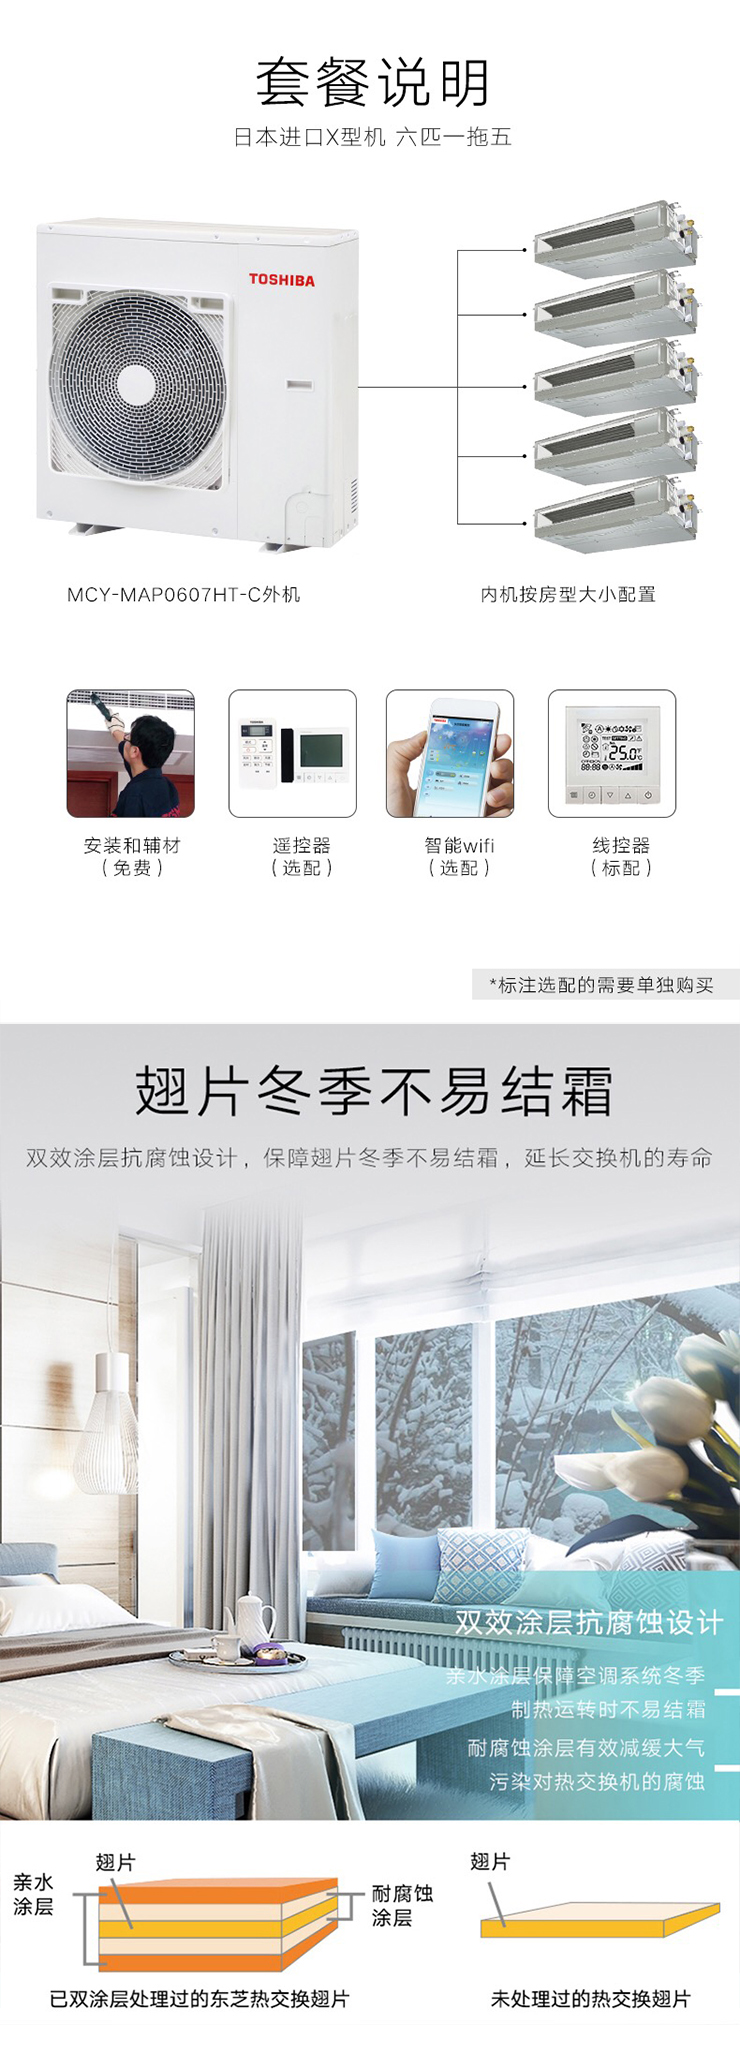 套餐说明
日本进口X型机 六匹一拖五
TOSHIBA
MCY-MAP0607HT-C外机
内机按房型大小配置
安装和辅材
（免费）
遥控器
（选配）
智能wifi
（选配）
25.0
88:88
线控器
（标配）
*标注选配的需要单独购买
翅片冬季不易结霜
双效涂层抗腐蚀设计，保障翅片冬季不易结霜，延长交换机的寿命
双效涂层抗腐蚀设计
亲水涂层保障空调系统冬季
制热运转时不易结霜
耐腐蚀涂层有效减缓大气
污染对热交换机的腐蚀
翅片
亲水
涂层
耐腐蚀
涂层
已双涂层处理过的东芝热交换翅片
翅片
未处理过的热交换翅片